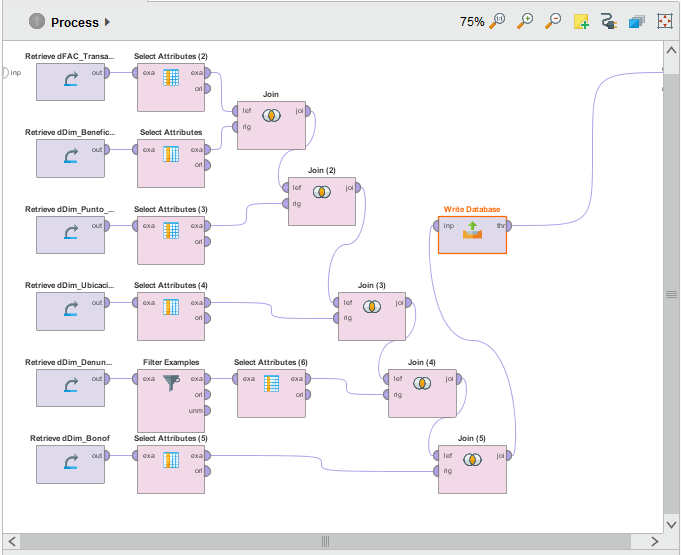 Process
75%
inp
Retrieve dFAC_Transa...
out
Select Attributes (2)
exa
exa
ori
Join
lef
joi
rig
Retrieve dDim_Benefic...
out
Select Attributes
exa
exa
ori
Join (2)
lef
joi
rig
Retrieve dDim_Punto_...
out
Select Attributes (3)
exa
exa
ori
Write Database
inp
thr
Retrieve dDim_Ubicaci...
out
Select Attributes (4)
exa
exa
ori
Join (3)
lef
joi
rig
Retrieve dDim_Denun...
out
Filter Examples
exa
exa
ori
unm
Select Attributes (6)
exa
exa
ori
Join (4)
lef
joi
rig
Retrieve dDim_Bonof
out
Select Attributes (5)
exa
exa
ori
Join (5)
lef
joi
rig